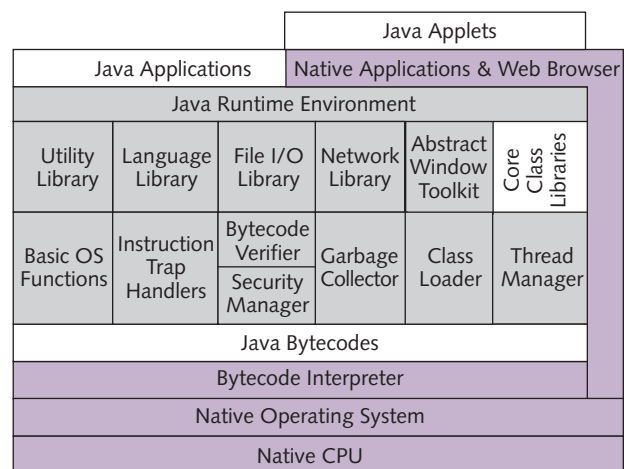 Java Applets
Java Applications
Native Applications & Web Browser
Java Runtime Environment
Utility
Library
Language
Library
File I/O
Library
Network
Library
Abstract
Window
Toolkit
Core
Class
Libraries
Basic OS
Functions
Instruction
Trap
Handlers
Bytecode
Verifier
Security
Manager
Garbage
Collector
Class
Loader
Thread
Manager
Java Bytecodes
Bytecode Interpreter
Native Operating System
Native CPU